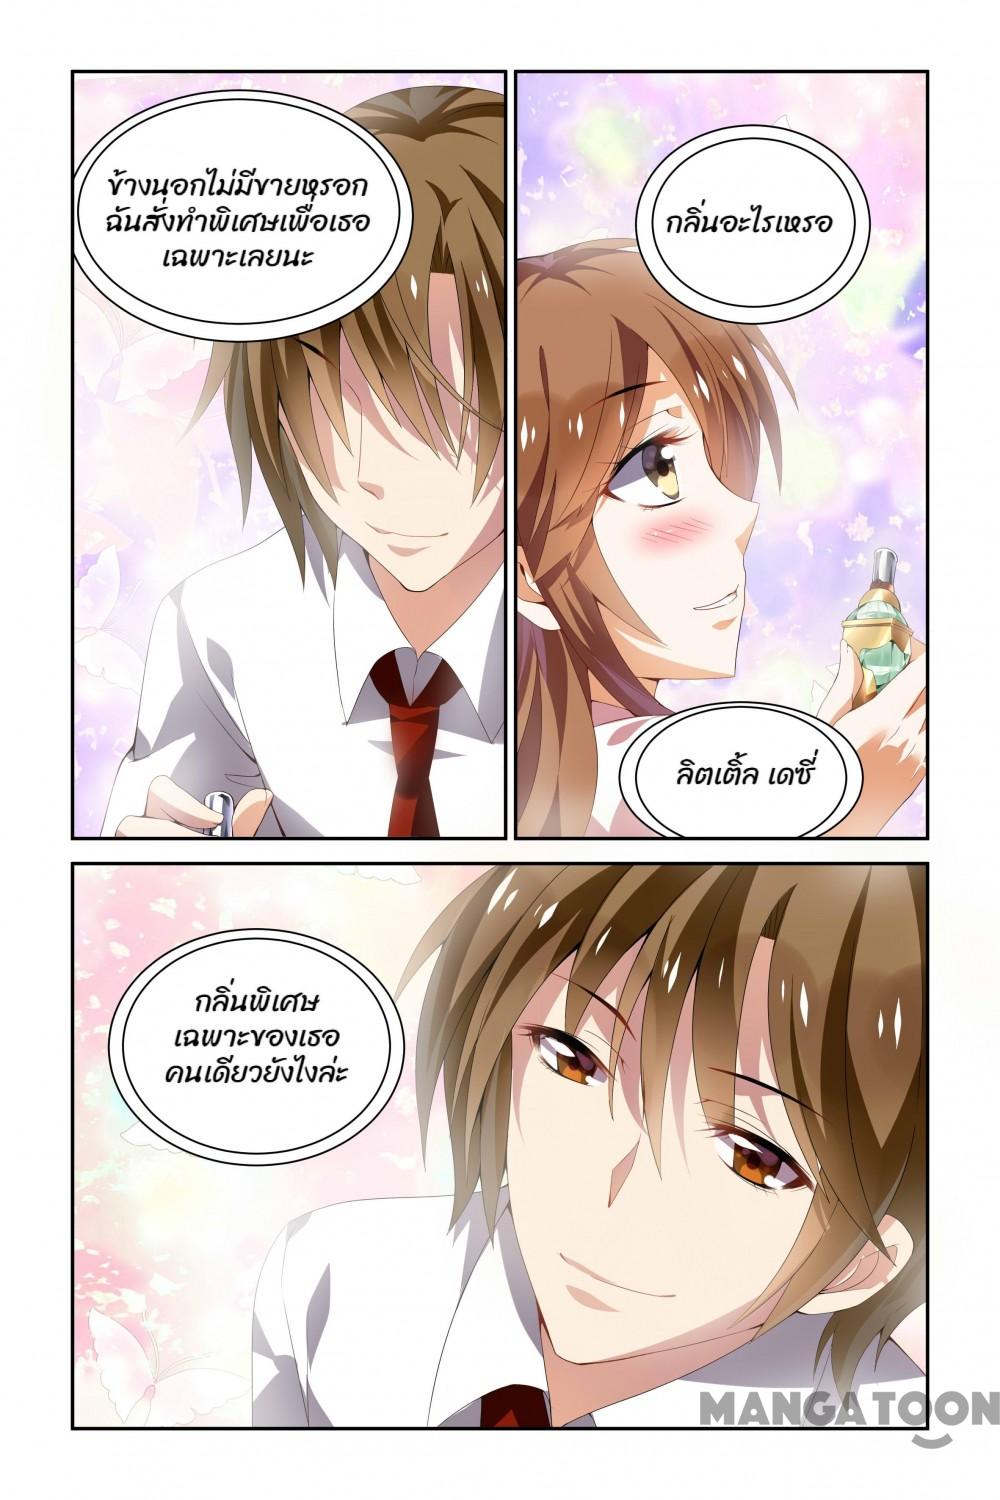 ข้างนอกไม่มีขายหรอก
ฉันสั่งทำพิเศษเพื่อเธอ
เฉพาะเลยนะ
กลิ่นอะไรเหรอ
ลิตเติ้ล เดซี่
กลิ่นพิเศษ
เฉพาะของเธอ
คนเดียวยังไงล่ะ
MANGATOON